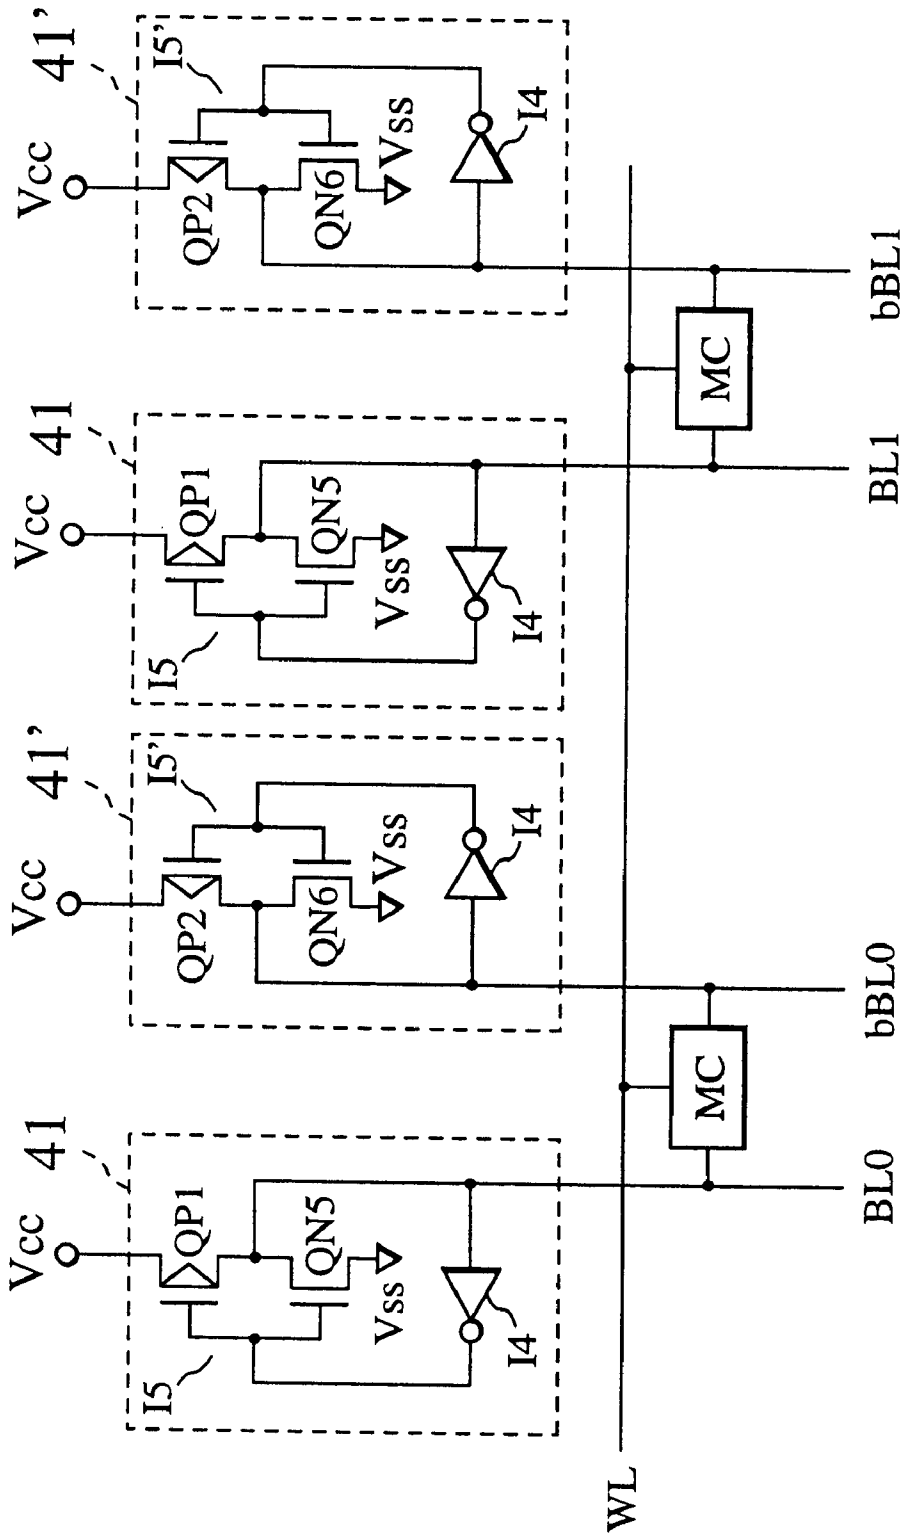 41
Vcc
QP1
I5
QN5
Vss
I4
BL0
41'
Vcc
QP2
I5'
QN6
Vss
I4
bBL0
41
Vcc
QP1
I5
QN5
Vss
I4
BL1
41'
Vcc
QP2
I5'
QN6
Vss
I4
bBL1
WL
MC
MC